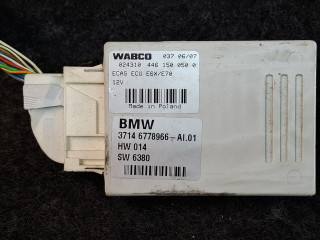 WABCO 037 06/07
824310 446 150 050 0
ECAS ECU E6X/E70
12V
Made in Poland
BMW
3714 6778966-AI.01
HW 014
SW 6380